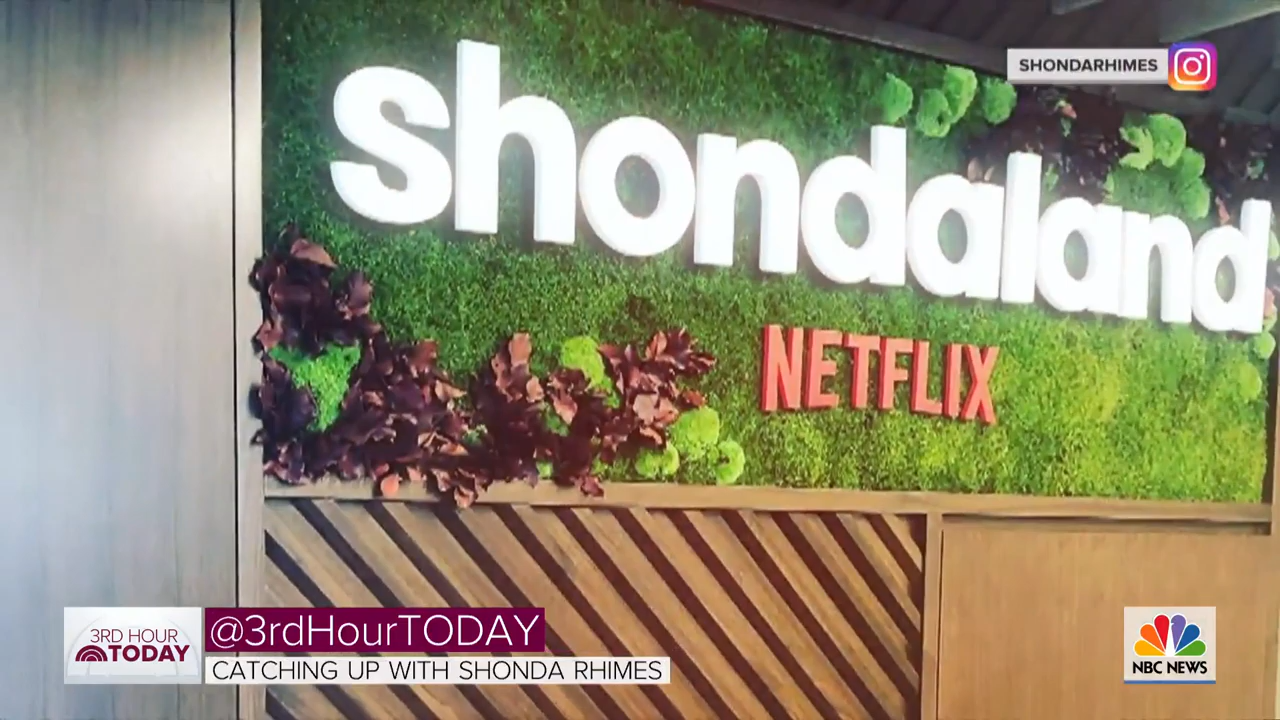 SHONDARHIMES
shondaland
NETFLIX
3RD HOUR
TODAY
@3rdHourTODAY
CATCHING UP WITH SHONDA RHIMES
NBC NEWS